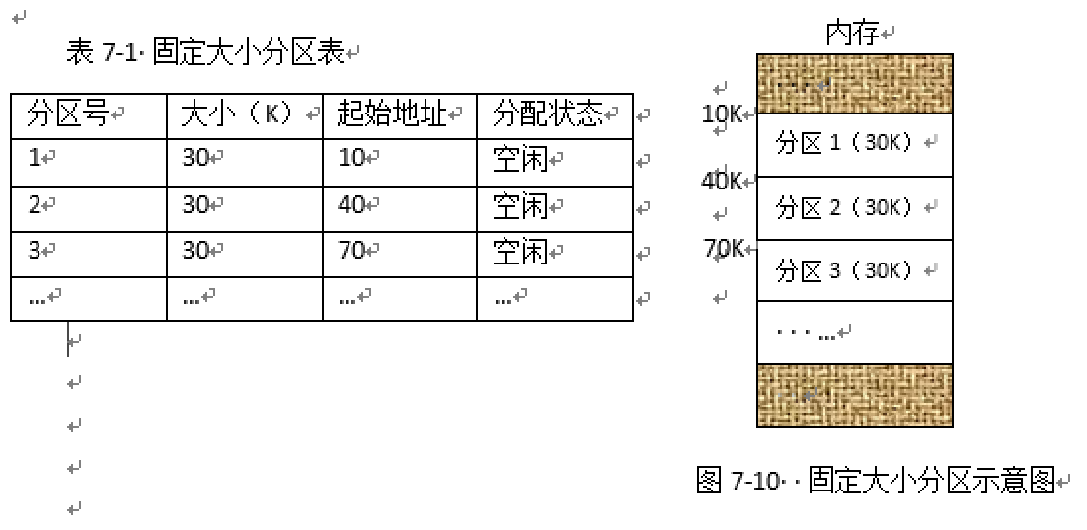 表 7-1 固定大小分区表
分区号 大小（K） 起始地址 分配状态
1 30 10 空闲
2 30 40 空闲
3 30 70 空闲
... ... ... ...
内存
10K
分区 1（30K）
40K
分区 2（30K）
70K
分区 3（30K）
...
图 7-10 固定大小分区示意图